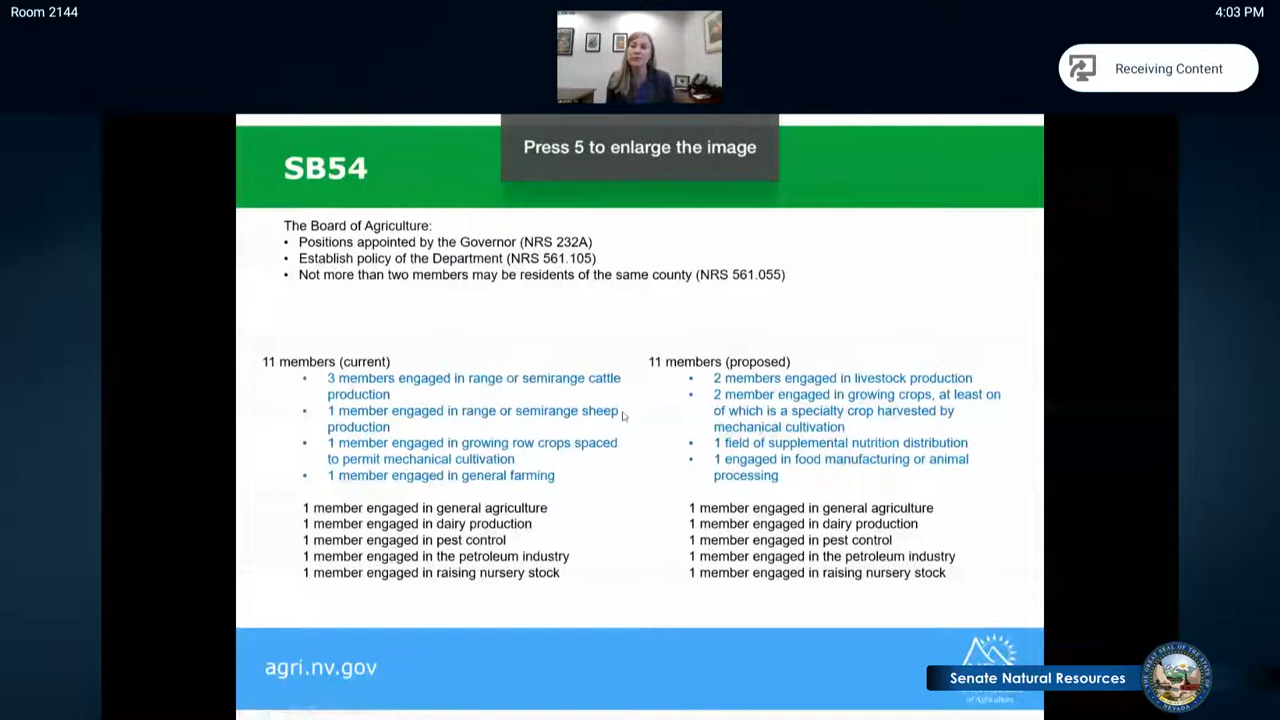 Room 2144
4:03 PM
Receiving Content
Press 5 to enlarge the image
SB54
The Board of Agriculture:
• Positions appointed by the Governor (NRS 232A)
• Establish policy of the Department (NRS 561.105)
• Not more than two members may be residents of the same county (NRS 561.055)
11 members (current)
• 3 members engaged in range or semirange cattle
production
• 1 member engaged in range or semirange sheep
production
• 1 member engaged in growing row crops spaced
to permit mechanical cultivation
• 1 member engaged in general farming
1 member engaged in general agriculture
1 member engaged in dairy production
1 member engaged in pest control
1 member engaged in the petroleum industry
1 member engaged in raising nursery stock
11 members (proposed)
• 2 members engaged in livestock production
• 2 member engaged in growing crops, at least on
of which is a specialty crop harvested by
mechanical cultivation
• 1 field of supplemental nutrition distribution
• 1 engaged in food manufacturing or animal
processing
1 member engaged in general agriculture
1 member engaged in dairy production
1 member engaged in pest control
1 member engaged in the petroleum industry
1 member engaged in raising nursery stock
agri.nv.gov
Senate Natural Resources
of Agriculture